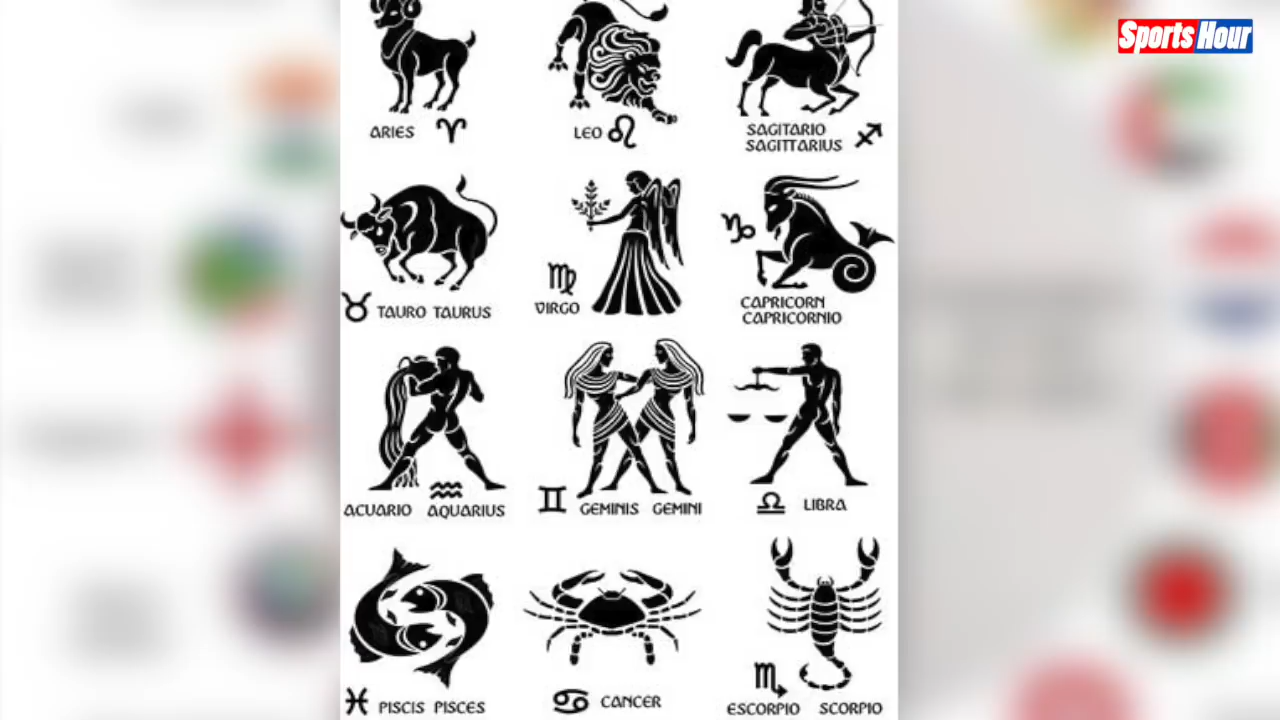 Sports Hour
ARIES
LEO
SAGITARIO
SAGITTARIUS
TAURO TAURUS
VIRGO
CAPRICORN
CAPRICORNIO
ACUARIO AQUARIUS
GEMINIS GEMINI
LIBRA
PISCIS PISCES
CANCER
ESCORPIO SCORPIO